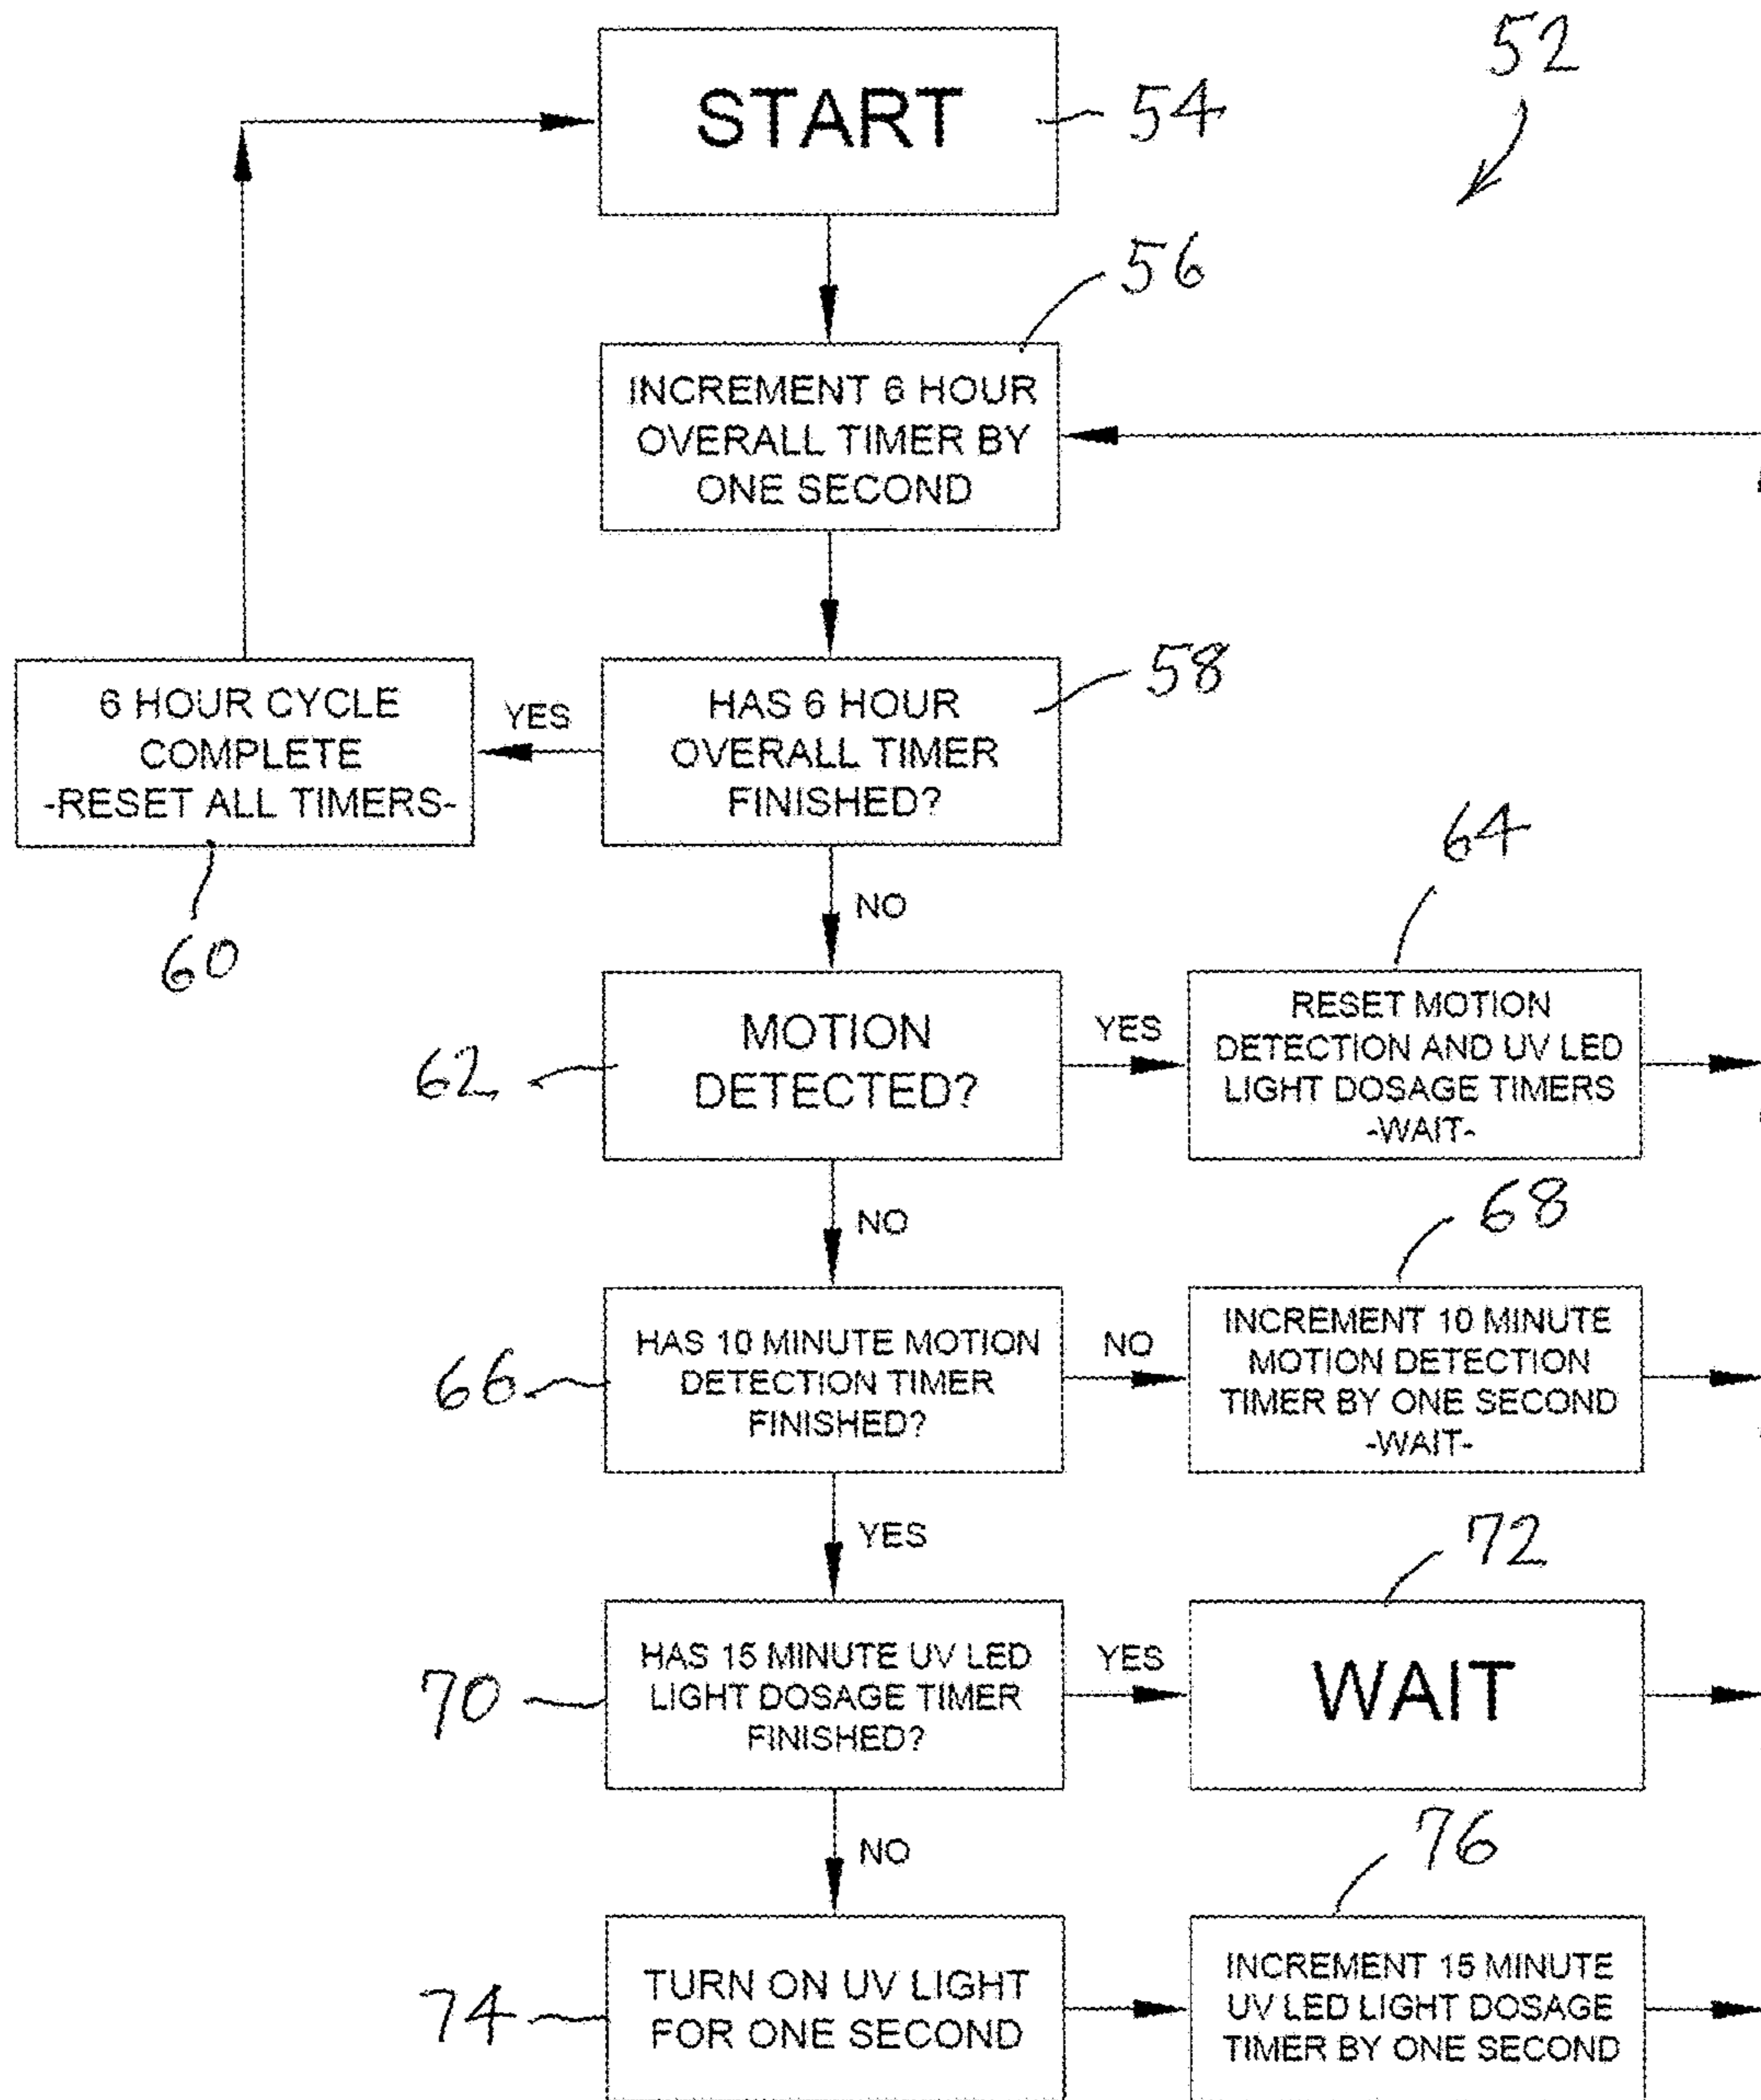 52
START
54
56
INCREMENT 6 HOUR
OVERALL TIMER BY
ONE SECOND
6 HOUR CYCLE
COMPLETE
-RESET ALL TIMERS-
60
YES
HAS 6 HOUR
OVERALL TIMER
FINISHED?
58
NO
62
MOTION
DETECTED?
YES
64
RESET MOTION
DETECTION AND UV LED
LIGHT DOSAGE TIMERS
-WAIT-
NO
66
HAS 10 MINUTE MOTION
DETECTION TIMER
FINISHED?
NO
68
INCREMENT 10 MINUTE
MOTION DETECTION
TIMER BY ONE SECOND
-WAIT-
YES
70
HAS 15 MINUTE UV LED
LIGHT DOSAGE TIMER
FINISHED?
YES
72
WAIT
NO
74
TURN ON UV LIGHT
FOR ONE SECOND
76
INCREMENT 15 MINUTE
UV LED LIGHT DOSAGE
TIMER BY ONE SECOND